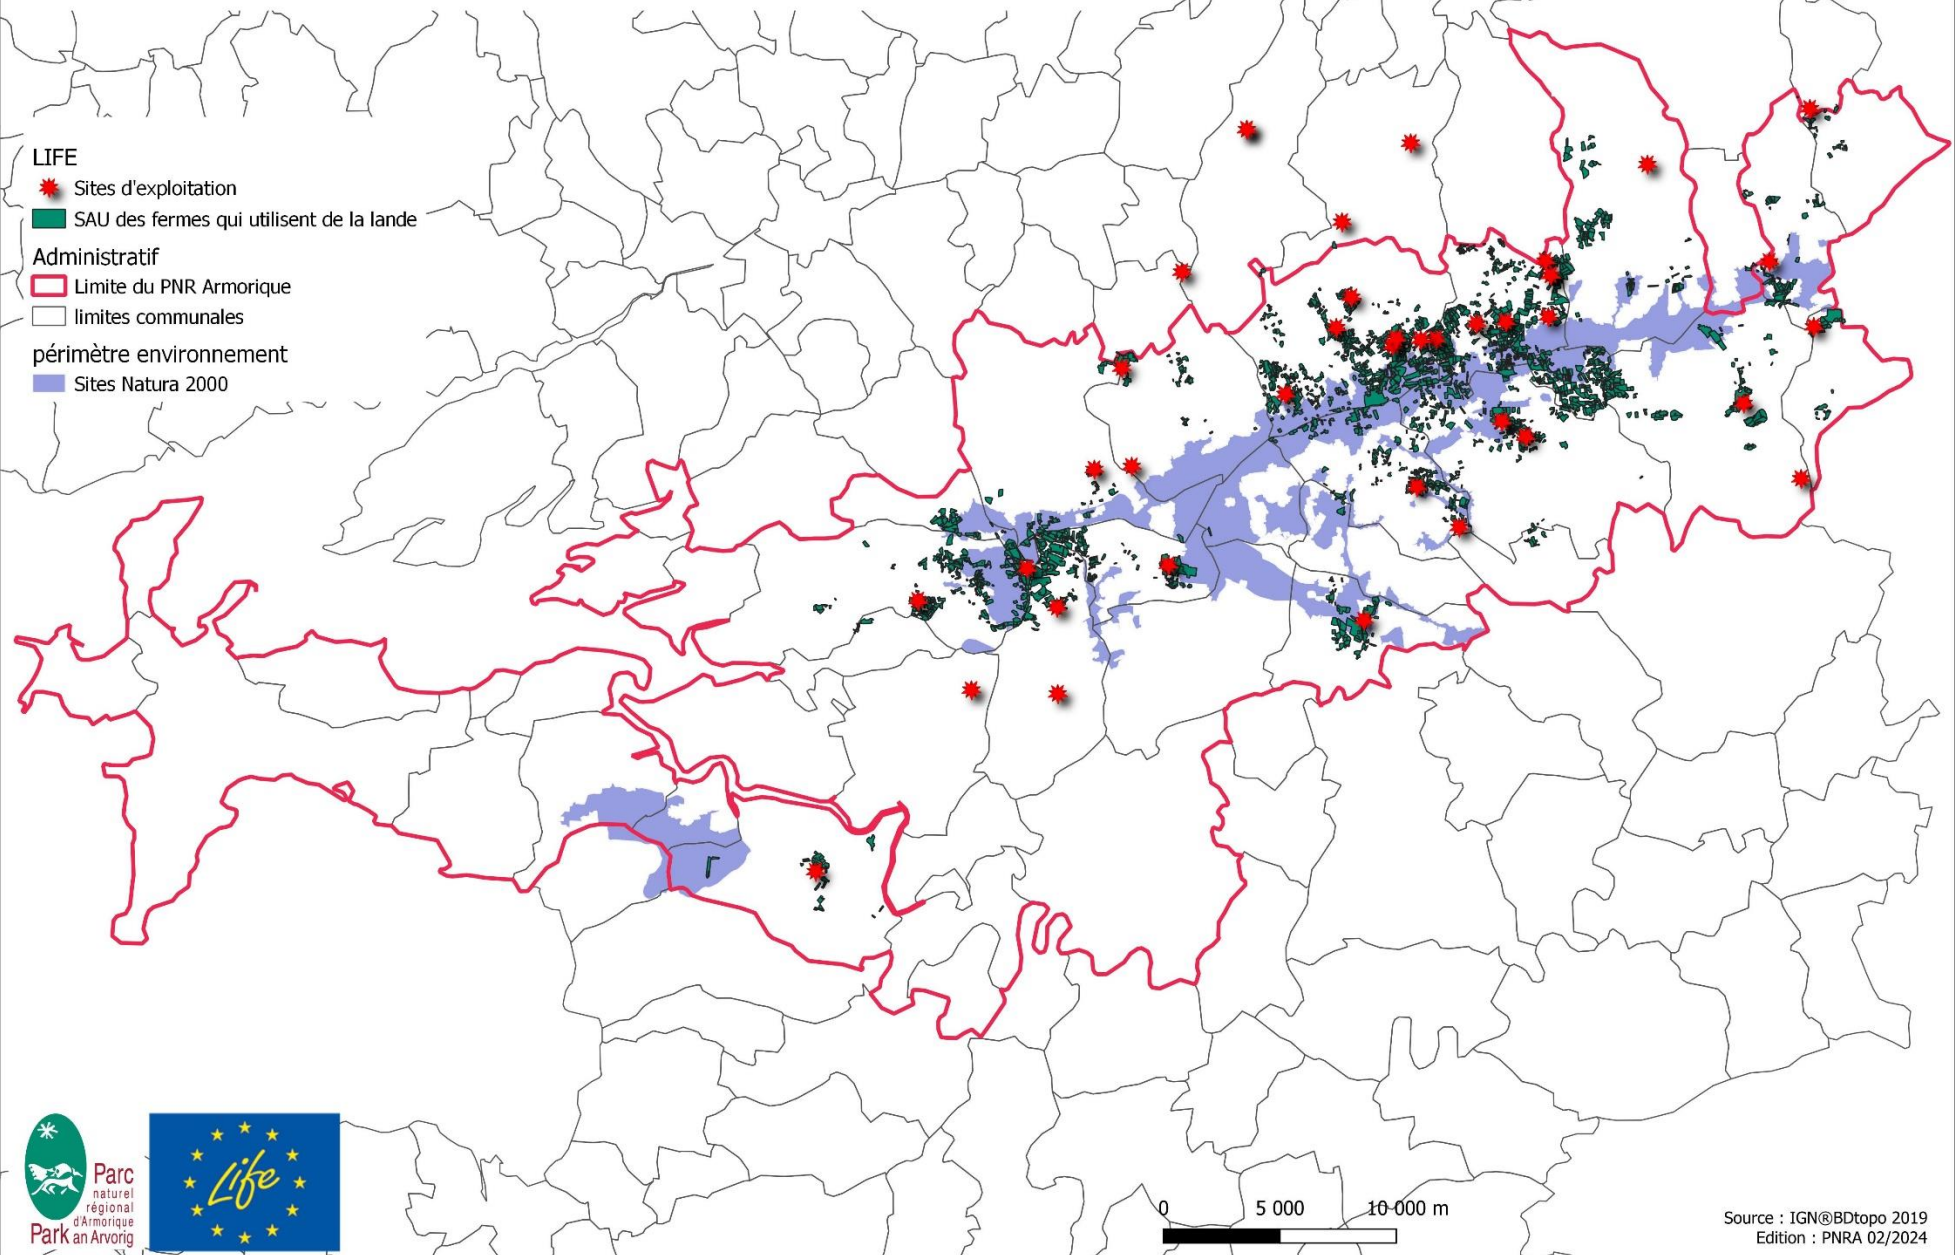 LIFE
Sites d'exploitation
SAU des fermes qui utilisent de la lande
Administratif
Limite du PNR Armorique
limites communales
périmètre environnement
Sites Natura 2000
Parc
naturel
régional
d'Armorique
Park an Arvorig
Life
0 5 000 10 000 m
Source : IGN®BDtopo 2019
Edition : PNRA 02/2024